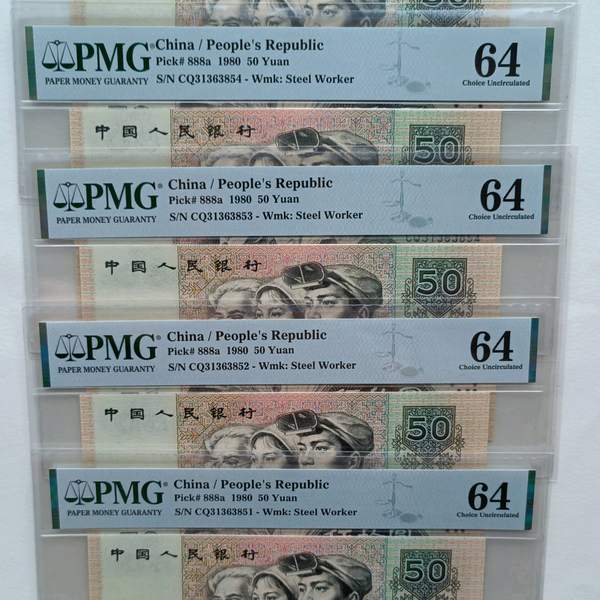 50
PMG
China / People's Republic
Pick# 888a 1980 50 Yuan
S/N CQ31363854 - Wmk: Steel Worker
PAPER MONEY GUARANTY
64
Choice Uncirculated
中国人民银行
50
PMG
China / People's Republic
Pick# 888a 1980 50 Yuan
S/N CQ31363853 - Wmk: Steel Worker
PAPER MONEY GUARANTY
64
Choice Uncirculated
CQ31363854
中国人民银行
50
PMG
China / People's Republic
Pick# 888a 1980 50 Yuan
S/N CQ31363852 - Wmk: Steel Worker
PAPER MONEY GUARANTY
64
Choice Uncirculated
中国人民银行
50
PMG
China / People's Republic
Pick# 888a 1980 50 Yuan
S/N CQ31363851 - Wmk: Steel Worker
PAPER MONEY GUARANTY
64
Choice Uncirculated
中国人民银行
50